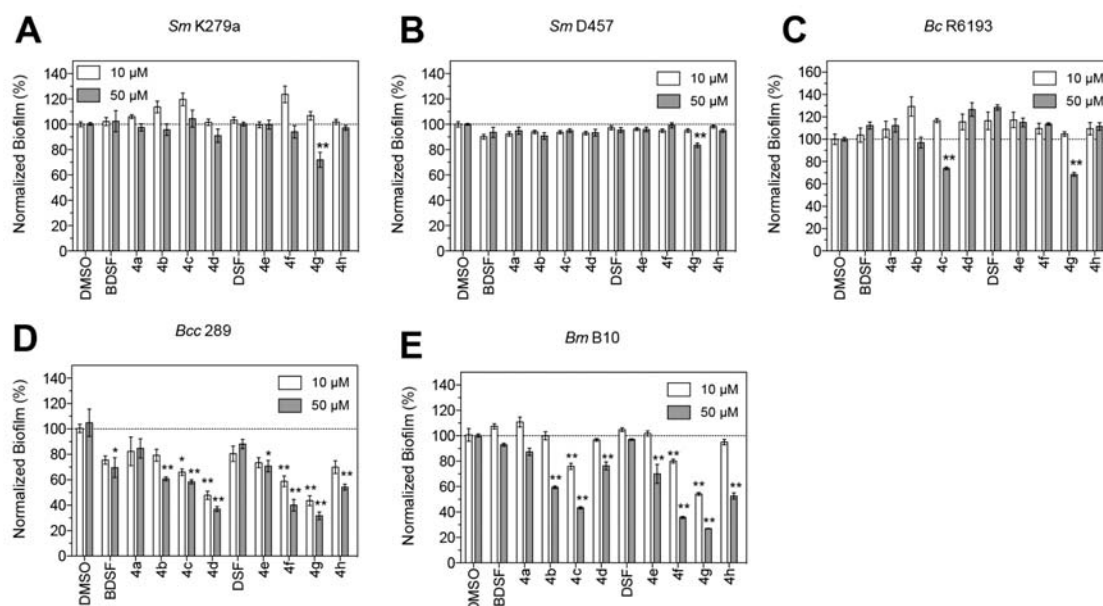 A
Sm K279a
Normalized Biofilm (%)
140
120
100
80
60
40
20
0
10 µM
50 µM
**
DMSO
BDSF
4a
4b
4c
4d
DSF
4e
4f
4g
4h
B
Sm D457
Normalized Biofilm (%)
140
120
100
80
60
40
20
0
10 µM
50 µM
**
DMSO
BDSF
4a
4b
4c
4d
DSF
4e
4f
4g
4h
C
Bc R6193
Normalized Biofilm (%)
160
140
120
100
80
60
40
20
0
10 µM
50 µM
**
**
DMSO
BDSF
4a
4b
4c
4d
DSF
4e
4f
4g
4h
D
Bcc 289
Normalized Biofilm (%)
140
120
100
80
60
40
20
0
10 µM
50 µM
*
**
*
**
**
**
*
**
**
**
**
**
DMSO
BDSF
4a
4b
4c
4d
DSF
4e
4f
4g
4h
E
Bm B10
Normalized Biofilm (%)
140
120
100
80
60
40
20
0
10 µM
50 µM
**
**
**
**
**
**
**
**
**
**
DMSO
BDSF
4a
4b
4c
4d
DSF
4e
4f
4g
4h